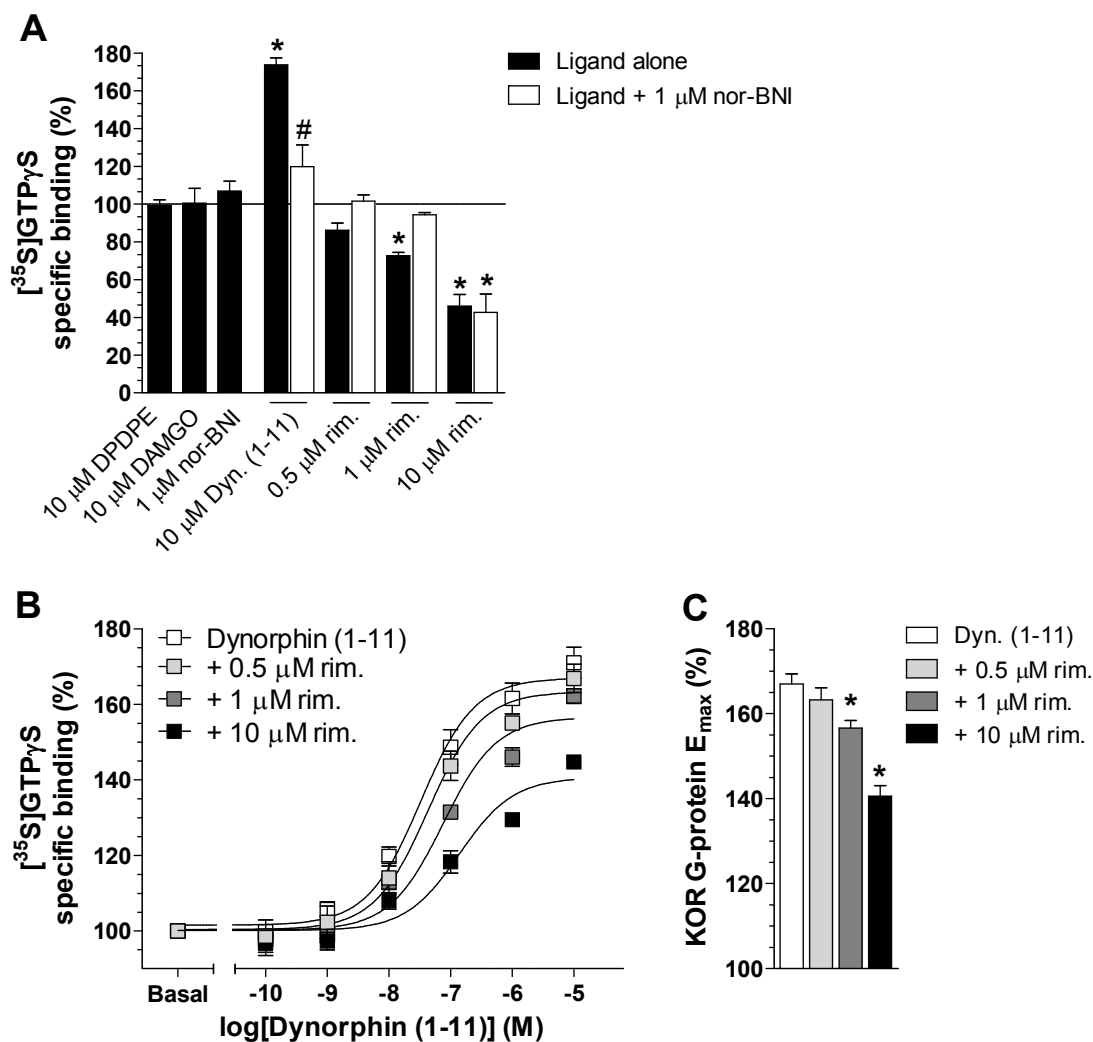 A
[³⁵S]GTPγS
specific binding (%)
180
160
140
120
100
80
60
40
20
0
*
#
*
*
*
Ligand alone
Ligand + 1 μM nor-BNI
10 μM DPDPE
10 μM DAMGO
1 μM nor-BNI
10 μM Dyn. (1-11)
0.5 μM rim.
1 μM rim.
10 μM rim.
B
[³⁵S]GTPγS
specific binding (%)
180
160
140
120
100
Dynorphin (1-11)
+ 0.5 μM rim.
+ 1 μM rim.
+ 10 μM rim.
Basal
-10
-9
-8
-7
-6
-5
log[Dynorphin (1-11)] (M)
C
KOR G-protein Eₘₐₓ (%)
180
160
140
120
100
*
*
Dyn. (1-11)
+ 0.5 μM rim.
+ 1 μM rim.
+ 10 μM rim.